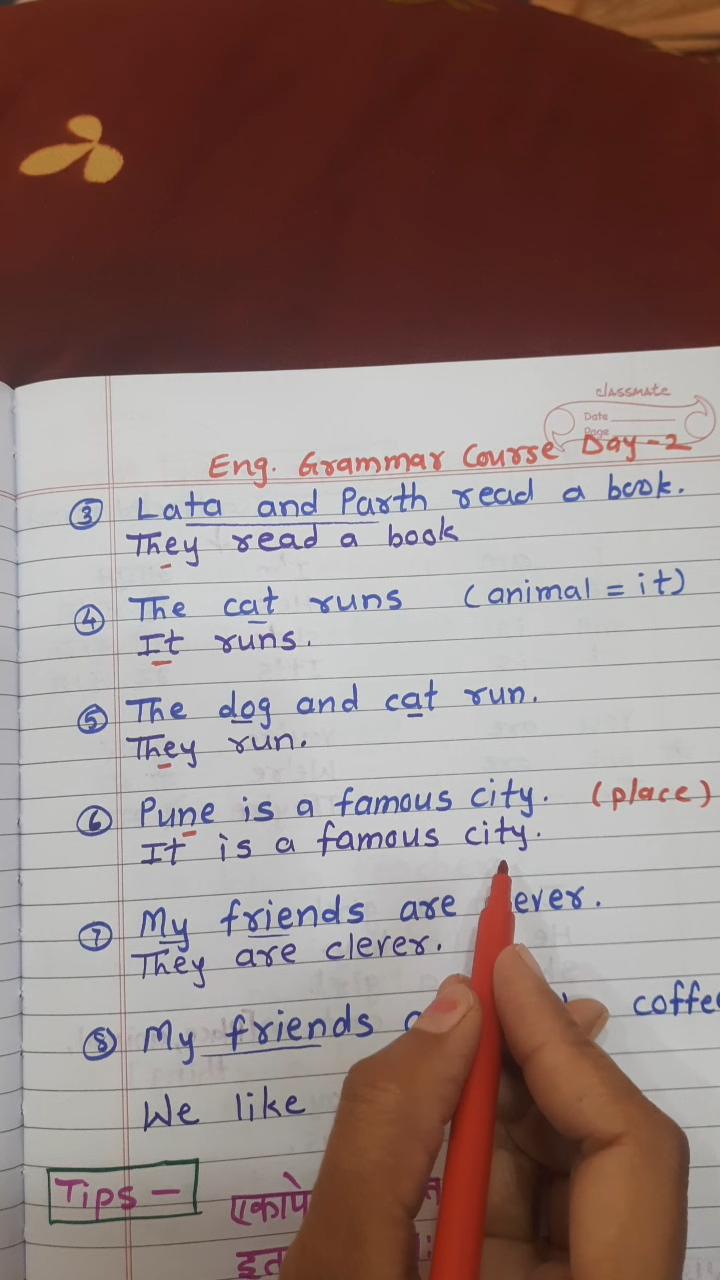 classmate
Date
Page
Eng. Grammar Course Day-2
③ Lata and Parth read a book.
They read a book
④ The cat runs (animal = it)
It runs.
⑤ The dog and cat run.
They run.
⑥ Pune is a famous city. (place)
It is a famous city.
⑦ My friends are
They are clever.
⑧ My friends
We like
Tips -